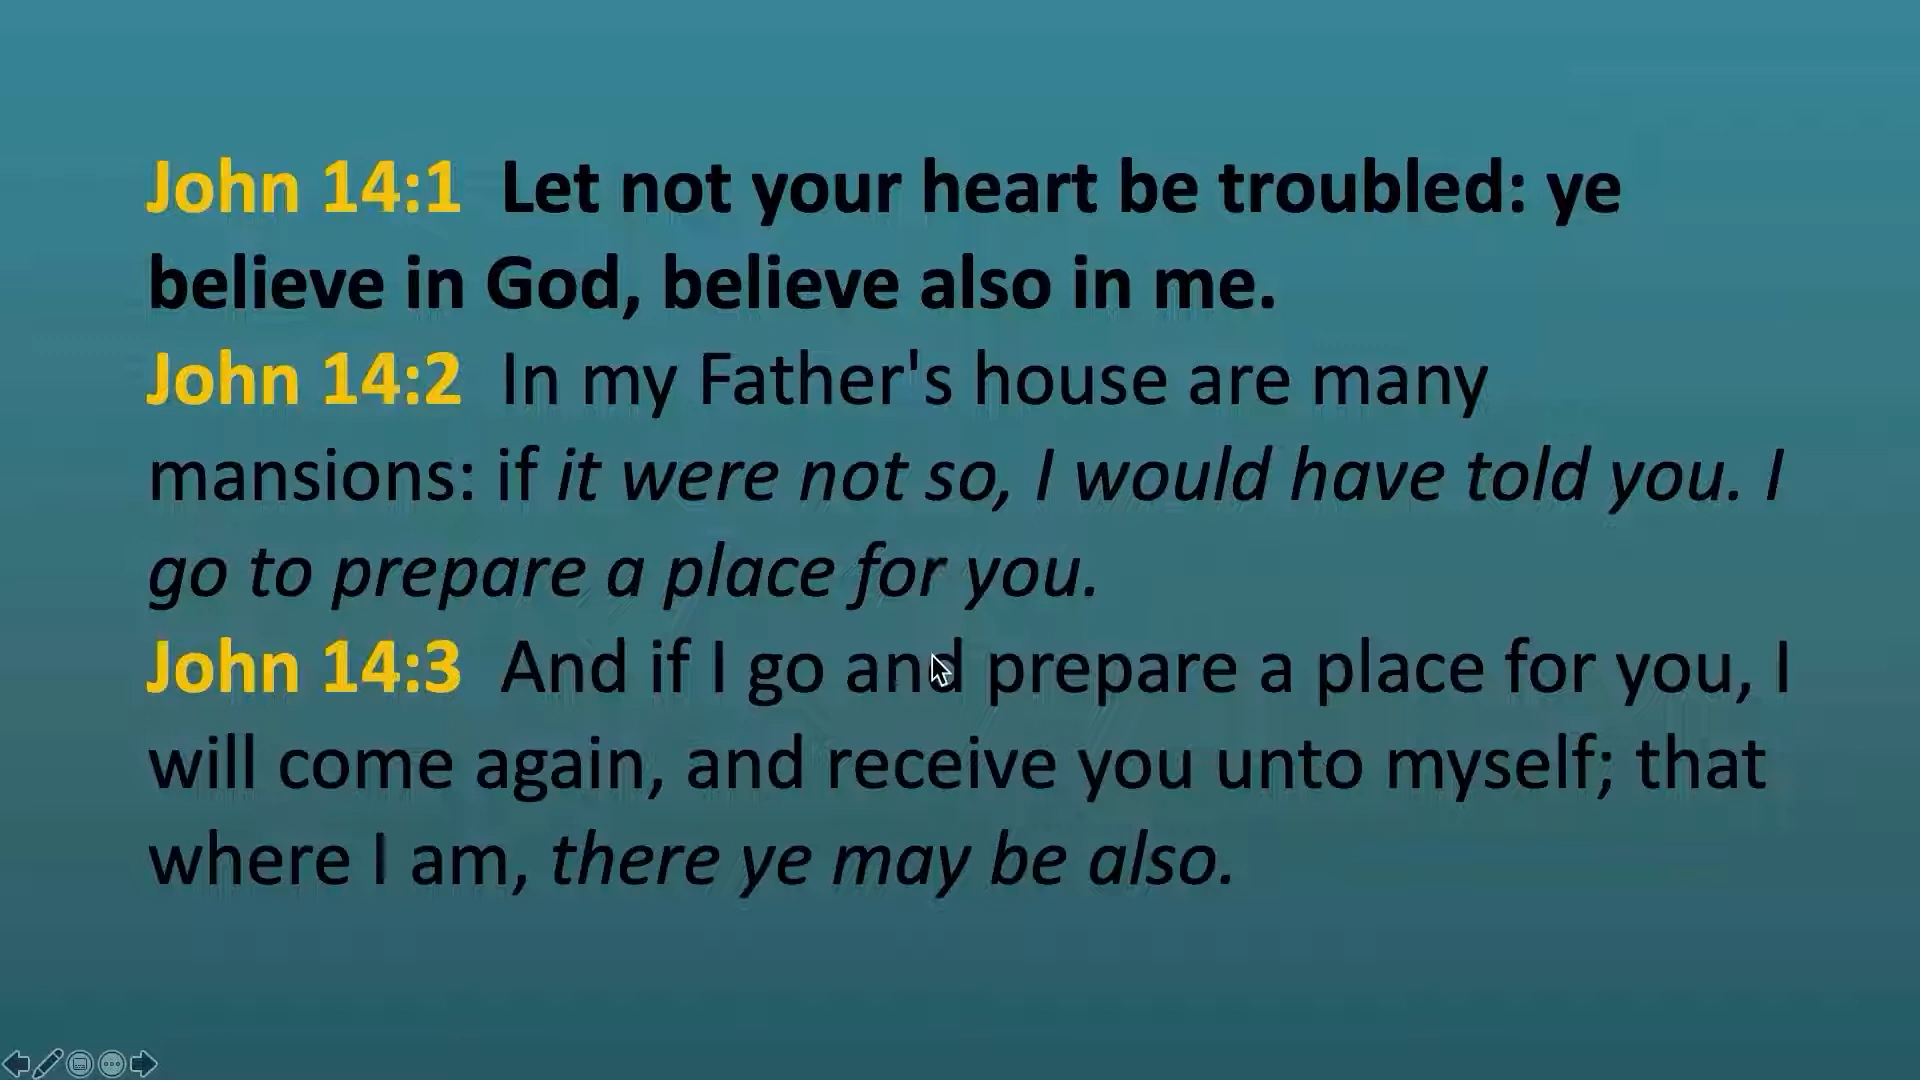 John 14:1  Let not your heart be troubled: ye
believe in God, believe also in me.
John 14:2  In my Father's house are many
mansions: if it were not so, I would have told you. I
go to prepare a place for you.
John 14:3  And if I go and prepare a place for you, I
will come again, and receive you unto myself; that
where I am, there ye may be also.